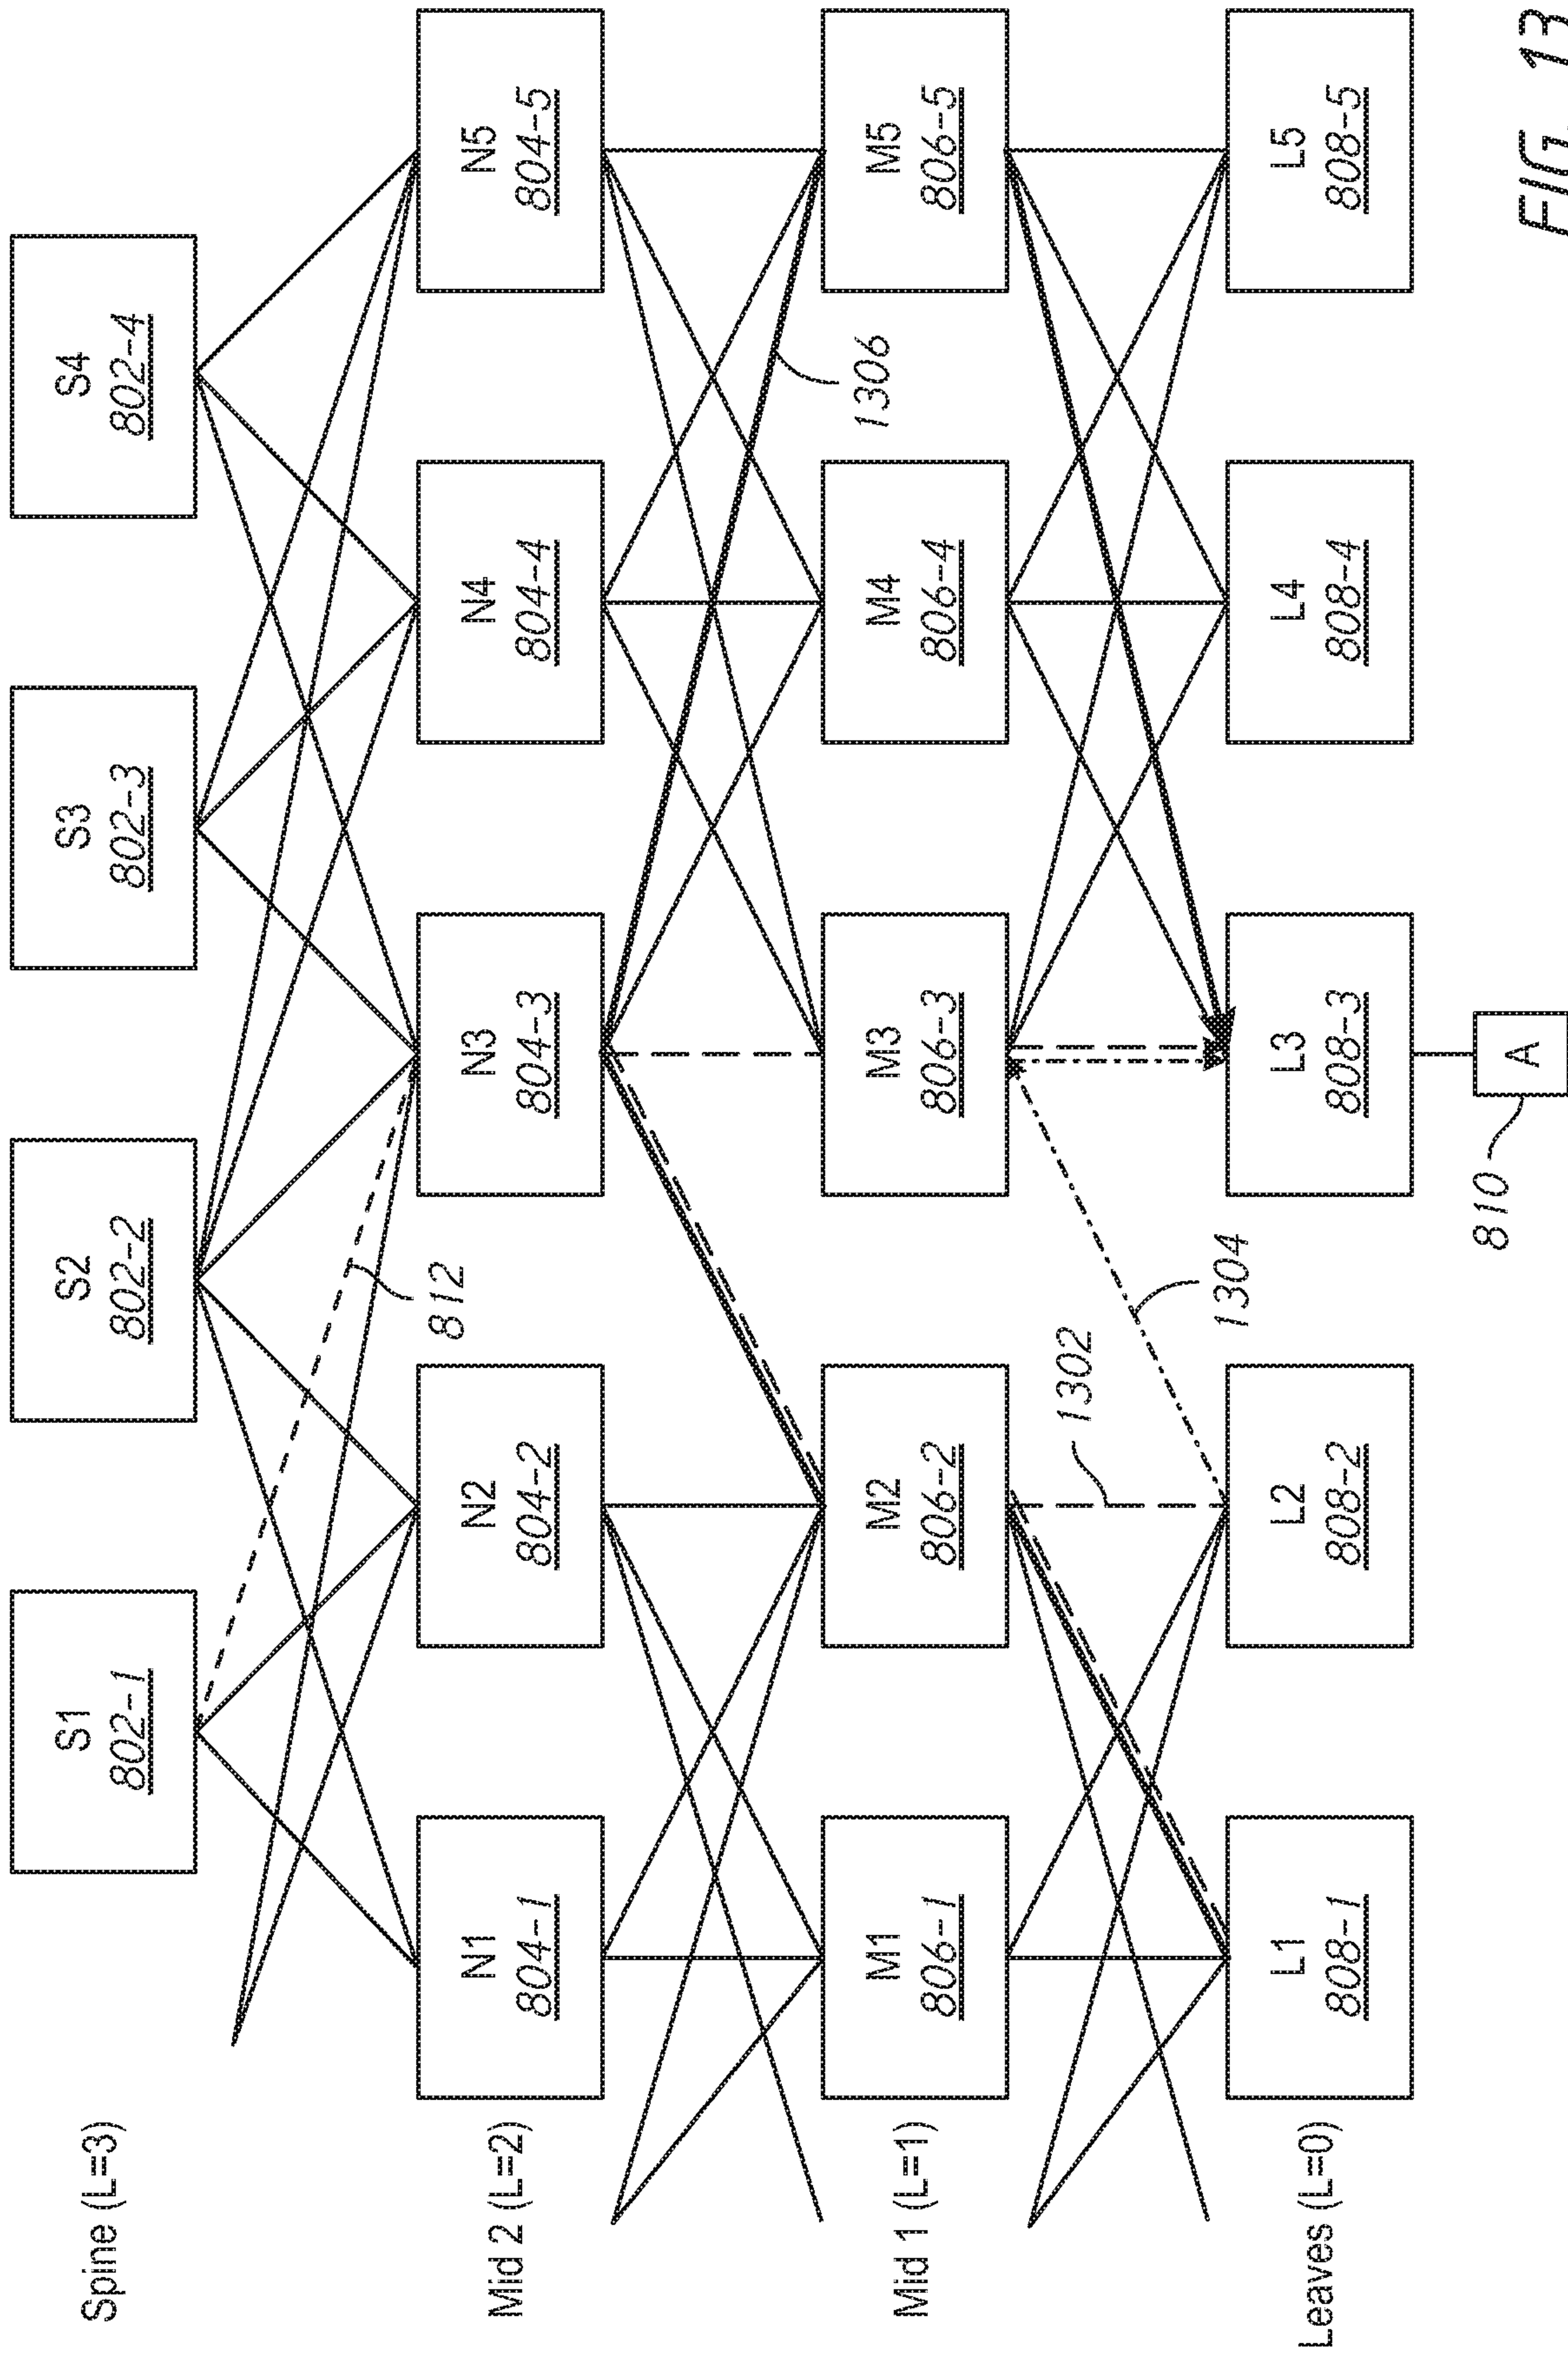 Spine (L=3)
S1
802-1
S2
802-2
S3
802-3
S4
802-4
812
Mid 2 (L=2)
N1
804-1
N2
804-2
N3
804-3
N4
804-4
N5
804-5
1306
Mid 1 (L=1)
M1
806-1
M2
806-2
M3
806-3
M4
806-4
M5
806-5
1302
1304
Leaves (L=0)
L1
808-1
L2
808-2
L3
808-3
L4
808-4
L5
808-5
810
A
FIG. 13